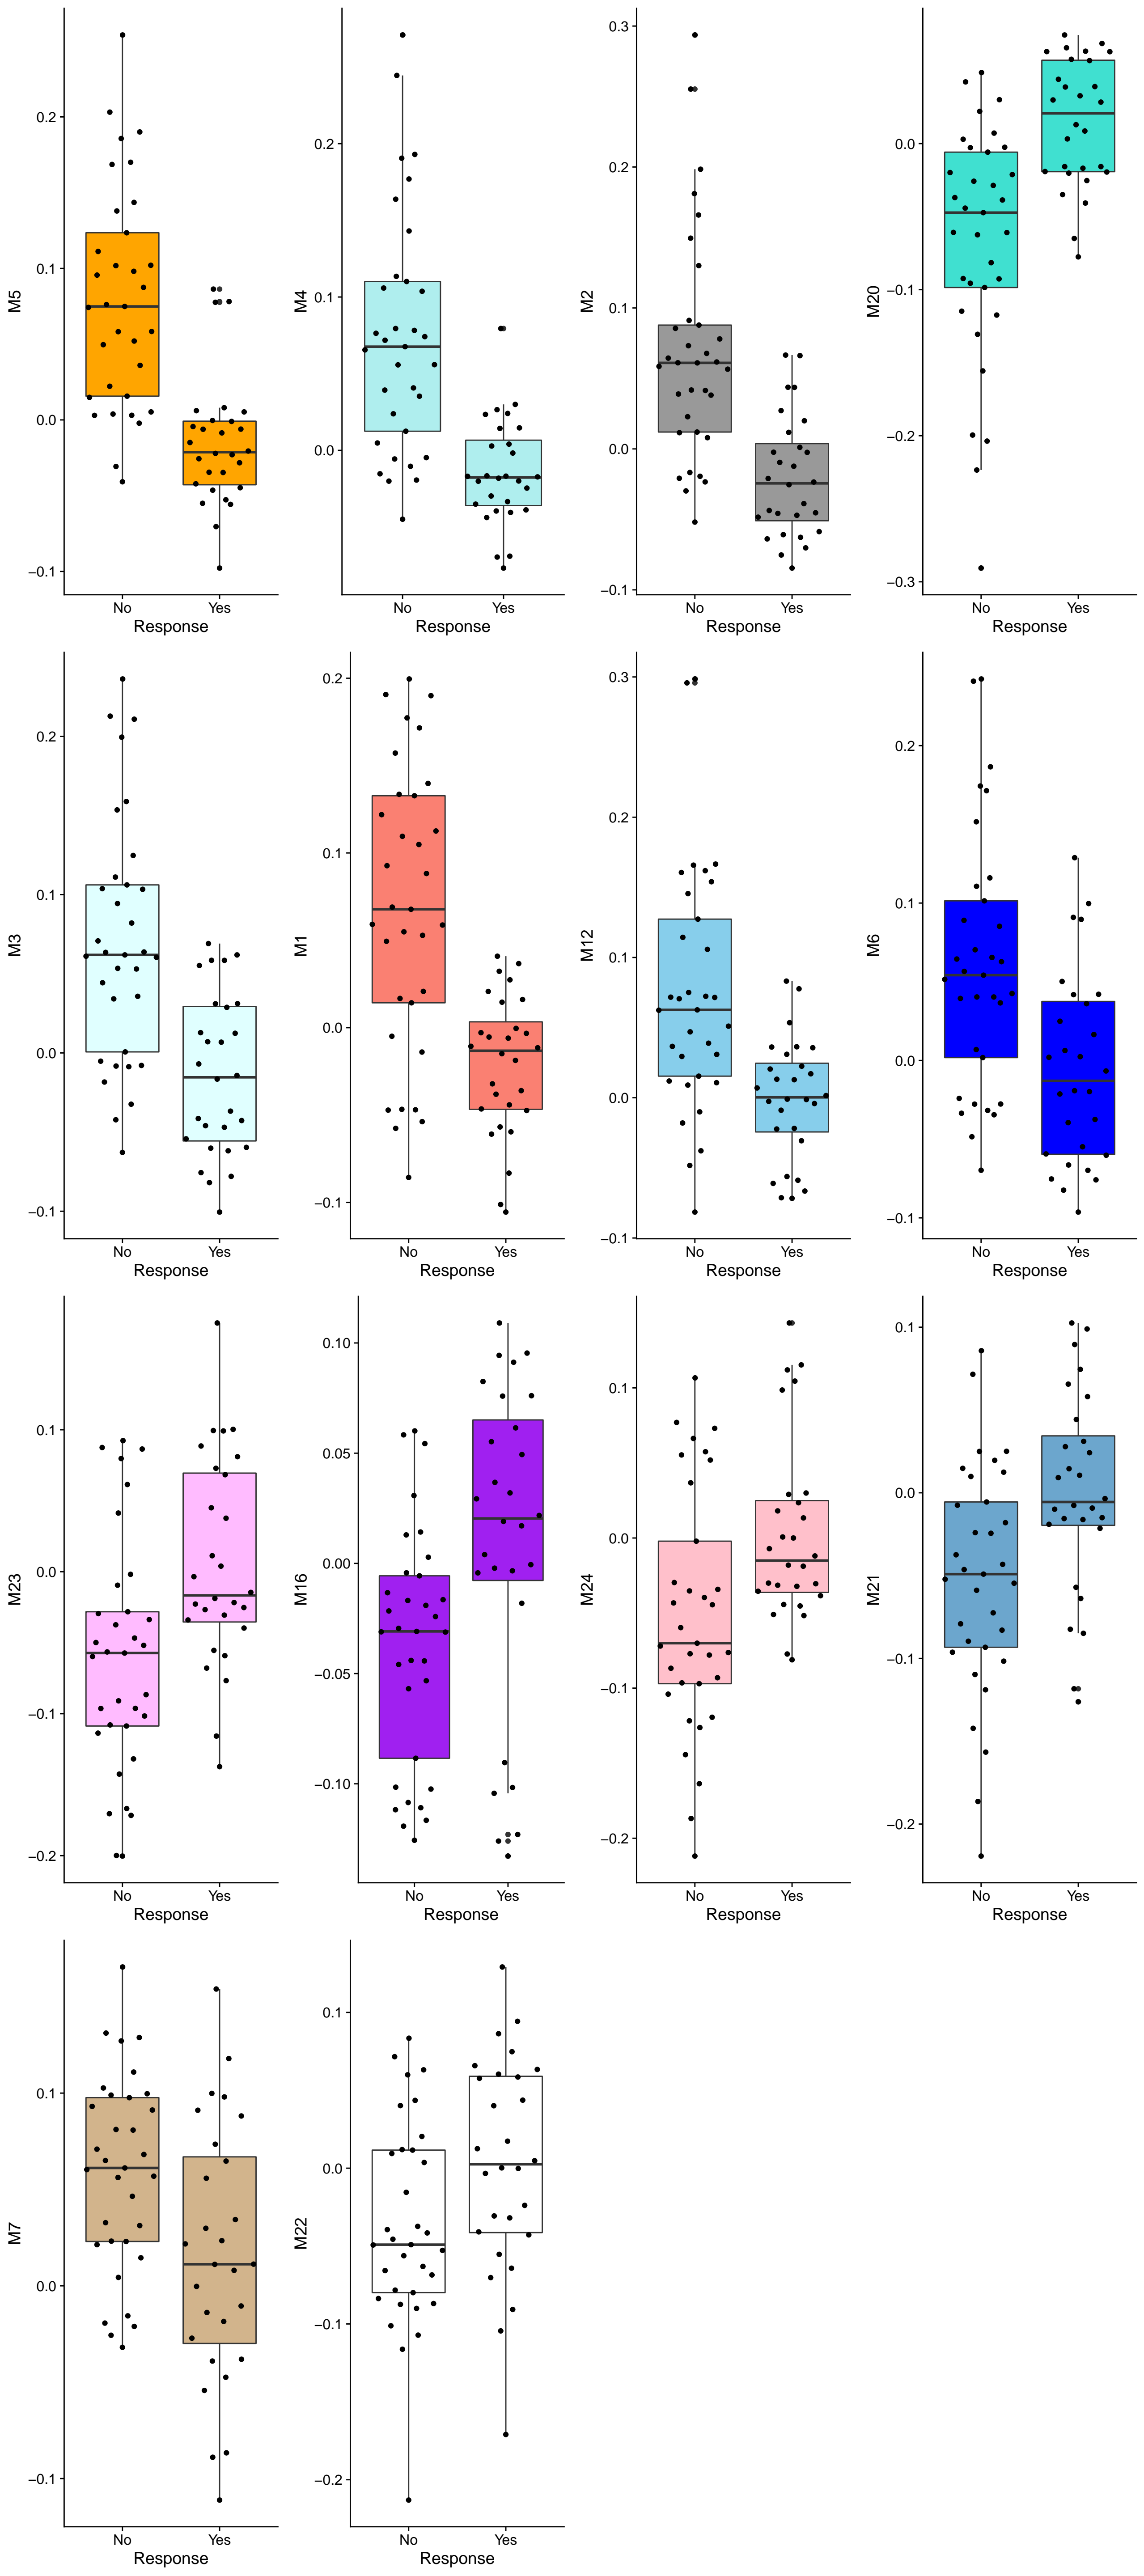 M5
0.2
0.1
0.0
−0.1
No Yes
Response
M4
0.2
0.1
0.0
No Yes
Response
M2
0.3
0.2
0.1
0.0
−0.1
No Yes
Response
M20
0.0
−0.1
−0.2
−0.3
No Yes
Response
M3
0.2
0.1
0.0
−0.1
No Yes
Response
M1
0.2
0.1
0.0
−0.1
No Yes
Response
M12
0.3
0.2
0.1
0.0
−0.1
No Yes
Response
M6
0.2
0.1
0.0
−0.1
No Yes
Response
M23
0.1
0.0
−0.1
−0.2
No Yes
Response
M16
0.10
0.05
0.00
−0.05
−0.10
No Yes
Response
M24
0.1
0.0
−0.1
−0.2
No Yes
Response
M21
0.1
0.0
−0.1
−0.2
No Yes
Response
M7
0.1
0.0
−0.1
No Yes
Response
M22
0.1
0.0
−0.1
−0.2
No Yes
Response